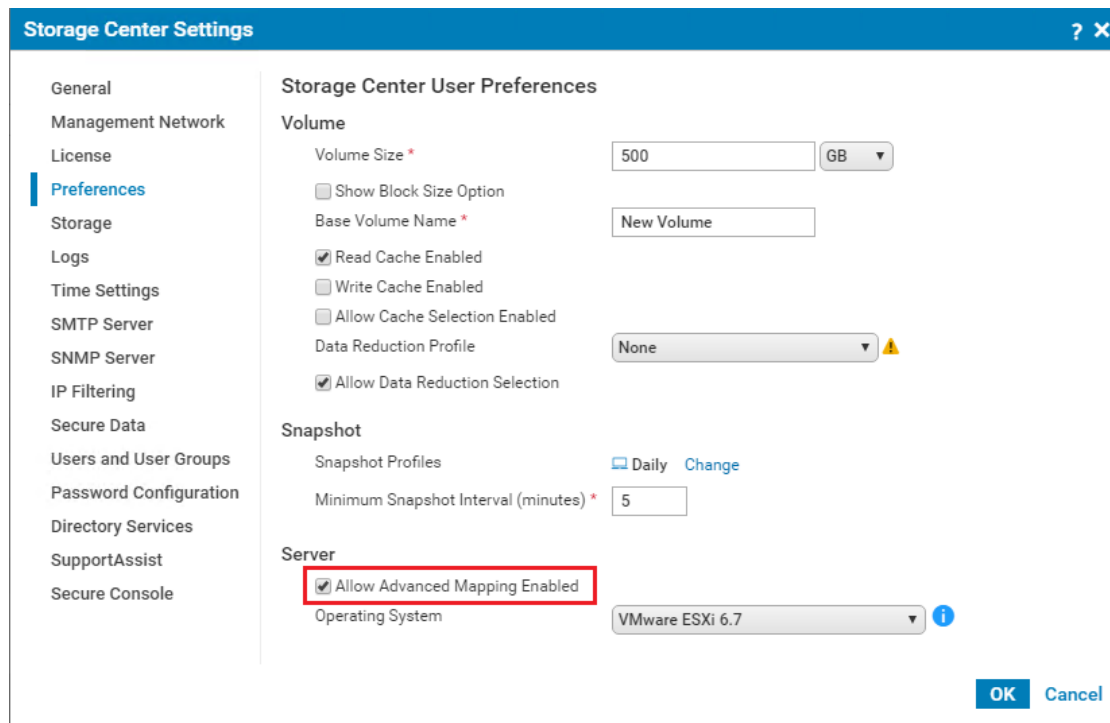 Storage Center Settings ?
General
Management Network
License
Preferences
Storage
Logs
Time Settings
SMTP Server
SNMP Server
IP Filtering
Secure Data
Users and User Groups
Password Configuration
Directory Services
SupportAssist
Secure Console
Storage Center User Preferences
Volume
Volume Size * 500 GB
Show Block Size Option
Base Volume Name * New Volume
Read Cache Enabled
Write Cache Enabled
Allow Cache Selection Enabled
Data Reduction Profile None
Allow Data Reduction Selection
Snapshot
Snapshot Profiles Daily Change
Minimum Snapshot Interval (minutes) * 5
Server
Allow Advanced Mapping Enabled
Operating System VMware ESXi 6.7
OK Cancel